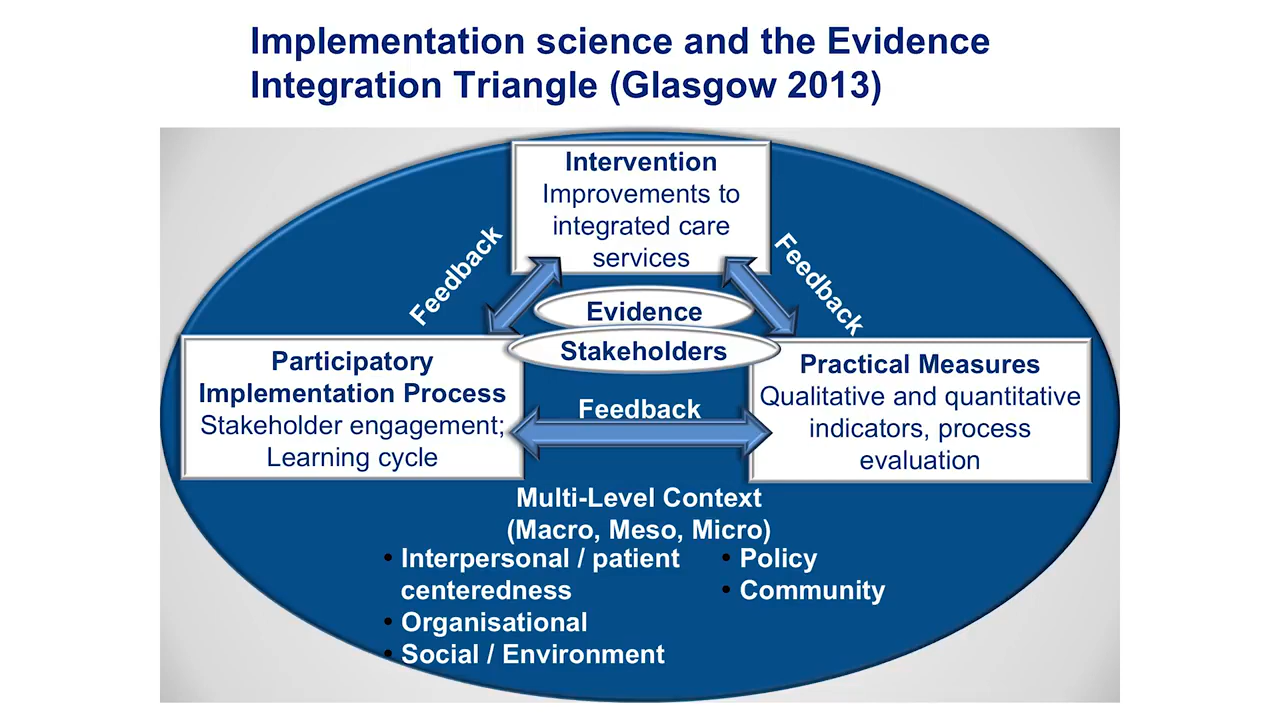 Implementation science and the Evidence
Integration Triangle (Glasgow 2013)
Intervention
Improvements to
integrated care
services
Feedback
Feedback
Evidence
Stakeholders
Participatory
Implementation Process
Stakeholder engagement;
Learning cycle
Feedback
Practical Measures
Qualitative and quantitative
indicators, process
evaluation
Multi-Level Context
(Macro, Meso, Micro)
• Interpersonal / patient
centeredness
• Organisational
• Social / Environment
• Policy
• Community